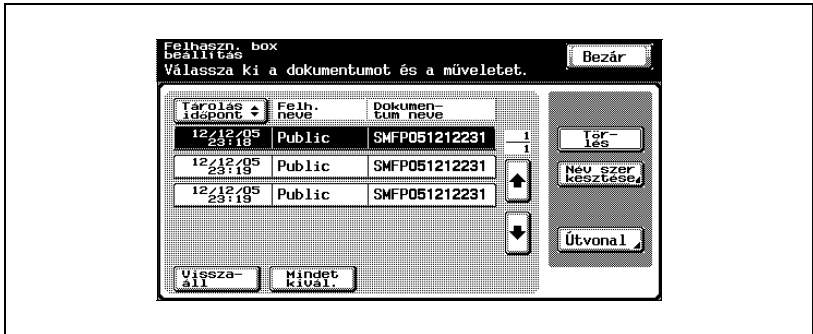 Felhaszn. box
beállítás
Bezár
Válassza ki a dokumentumot és a műveletet.
Tárolás időpont Felh. neve Dokumen- tum neve
12/12/05 23:18 Public SMFP051212231
1/1
Tör-
lés
12/12/05 23:19 Public SMFP051212231
Név szer
kesztése
12/12/05 23:19 Public SMFP051212231
Útvonal
Vissza-
áll
Mindet
kivál.